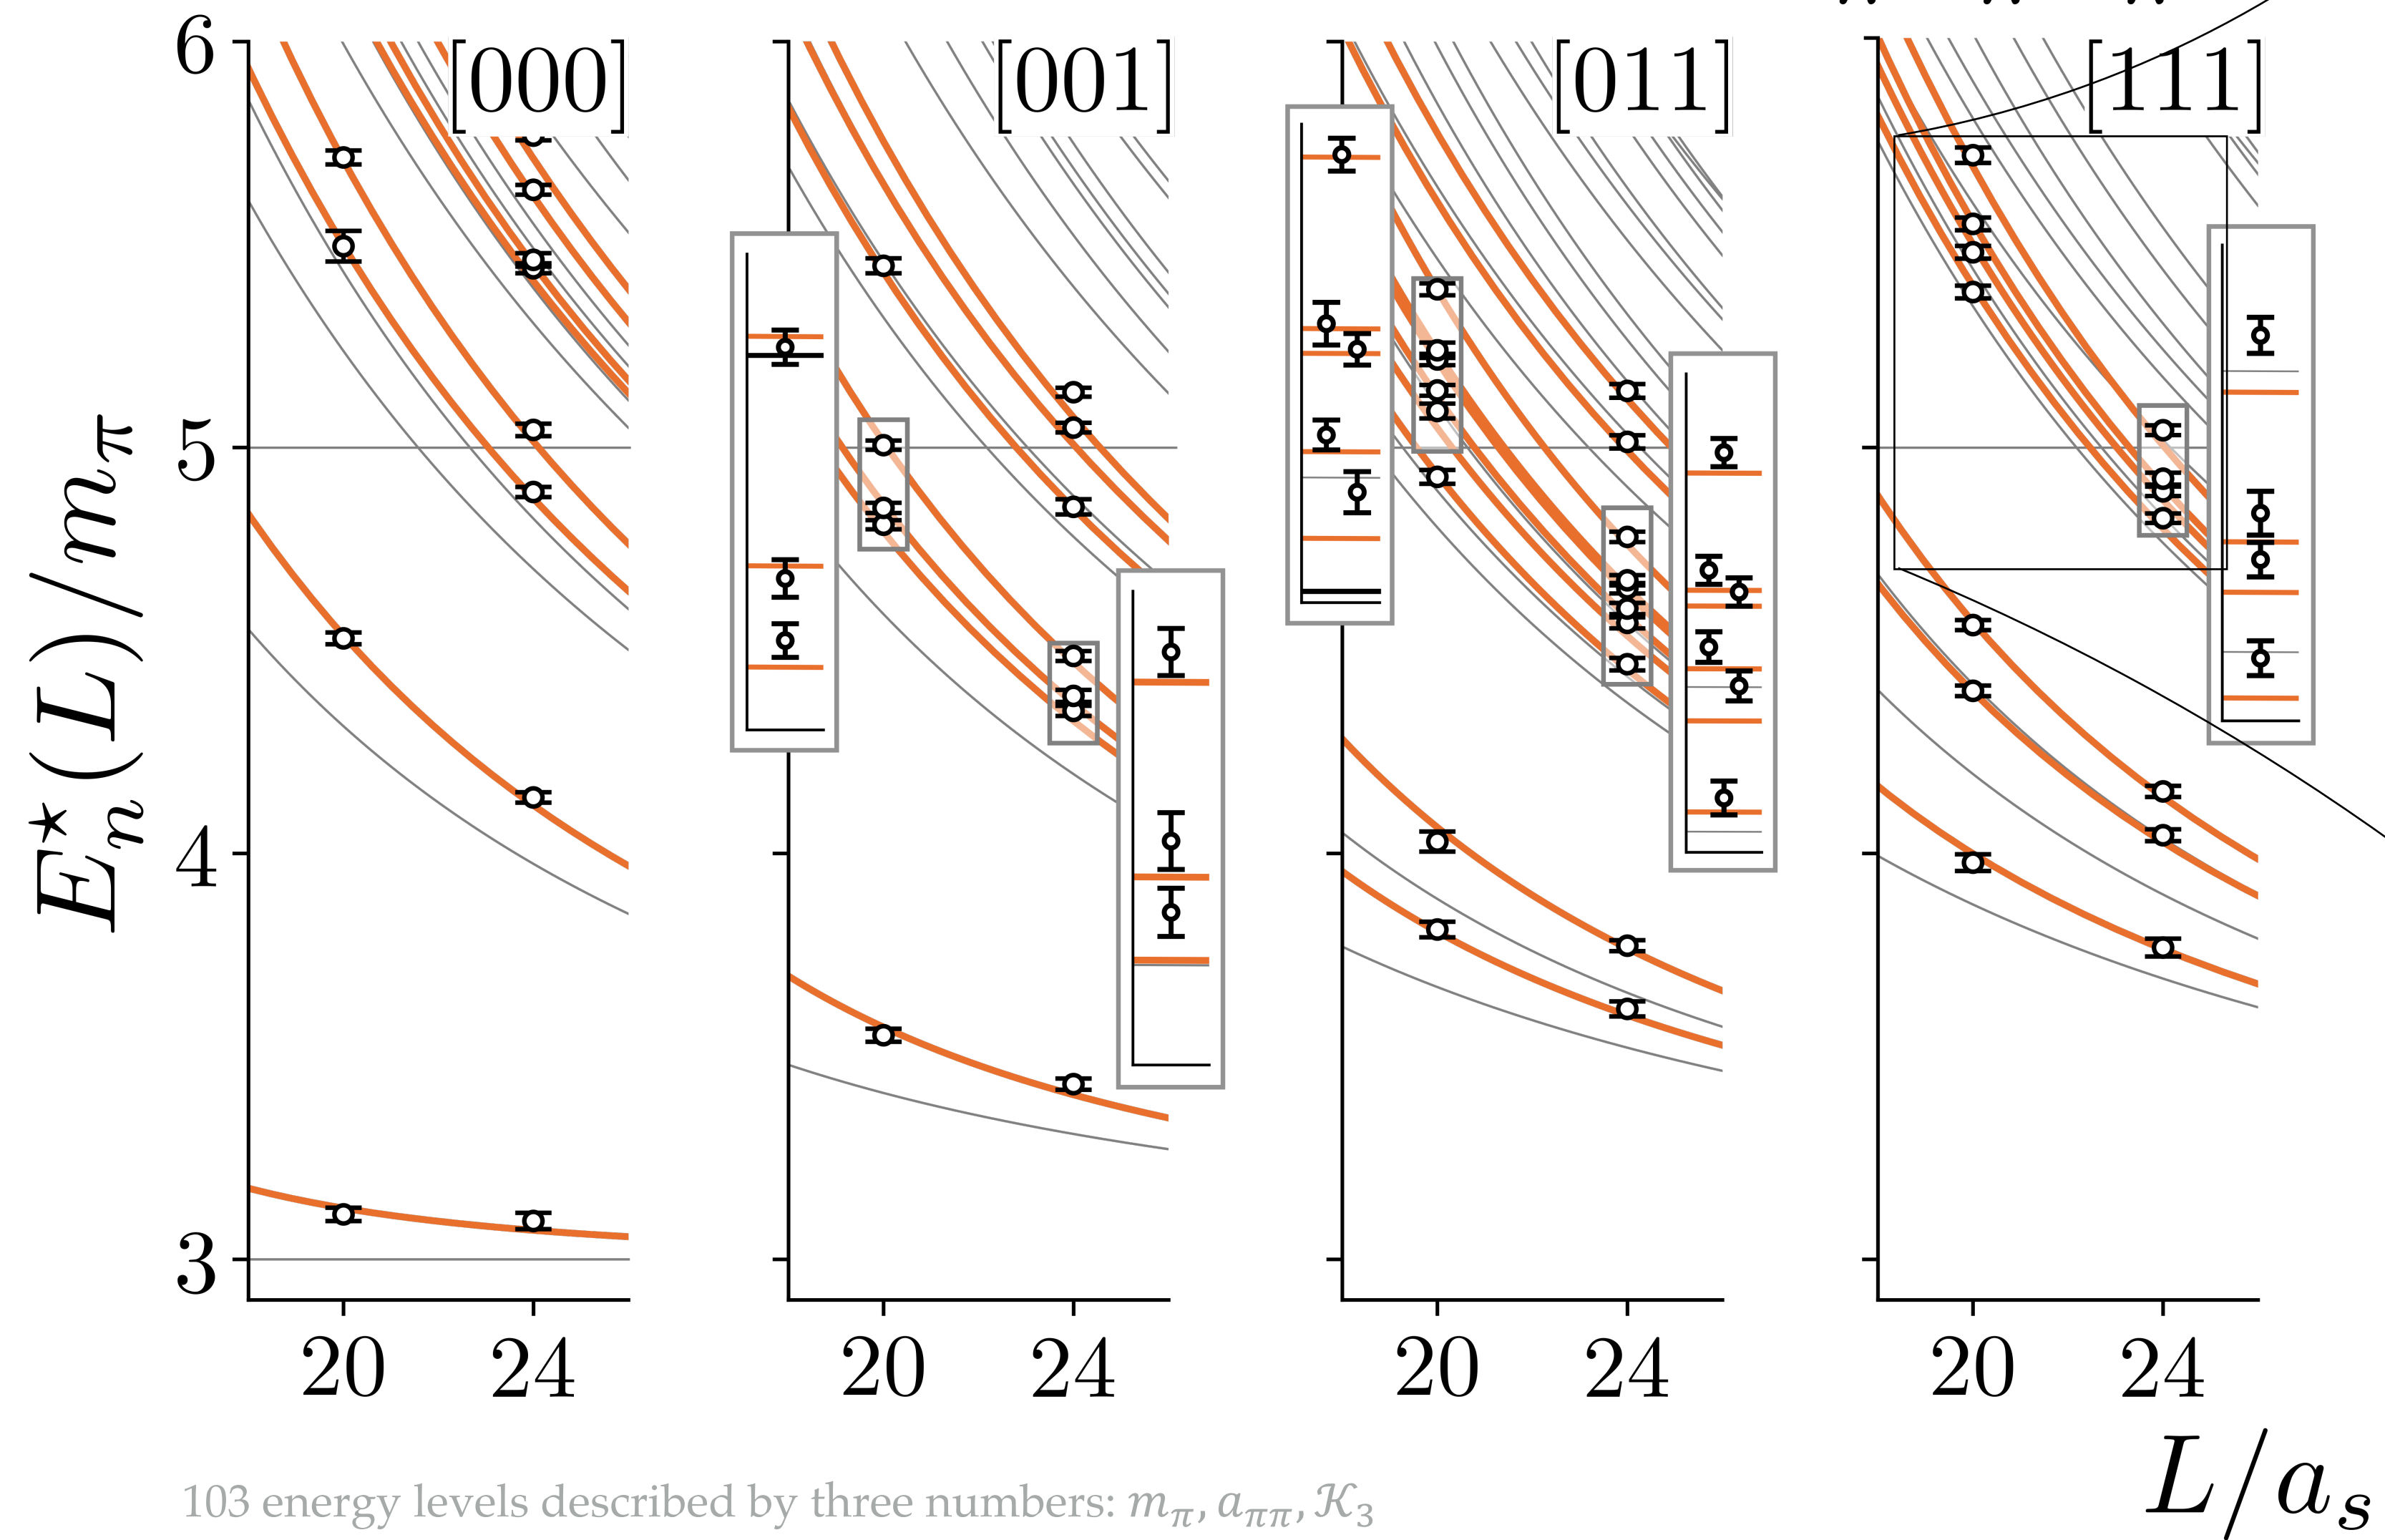 6 [000] [001] [011] [111]
5
4
3
E*n(L)/mπ
20 24 20 24 20 24 20 24
L/as
103 energy levels described by three numbers: mπ, aππ, 𝒦3